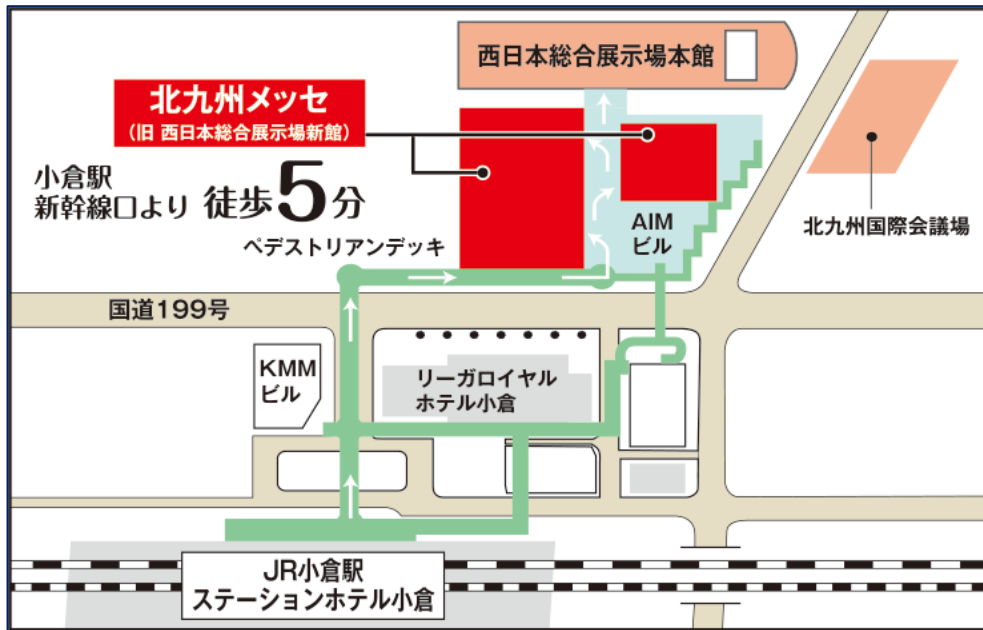 西日本総合展示場本館
北九州メッセ
(旧 西日本総合展示場新館)
小倉駅
新幹線口より 徒歩5分
ペデストリアンデッキ
AIM
ビル
北九州国際会議場
国道199号
KMM
ビル
リーガロイヤル
ホテル小倉
JR小倉駅
ステーションホテル小倉